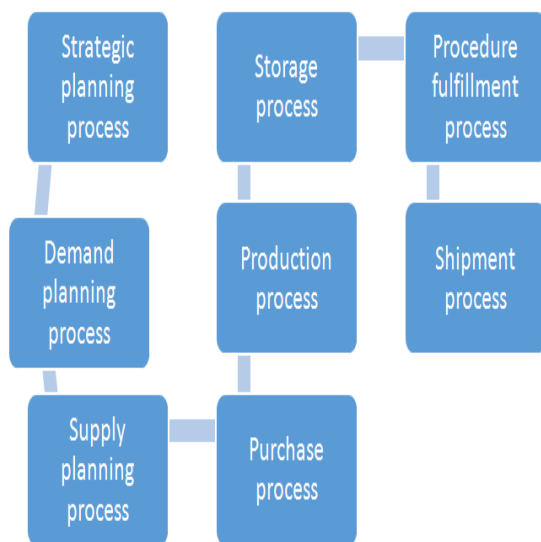 Strategic
planning
process
Demand
planning
process
Supply
planning
process
Purchase
process
Production
process
Storage
process
Procedure
fulfillment
process
Shipment
process